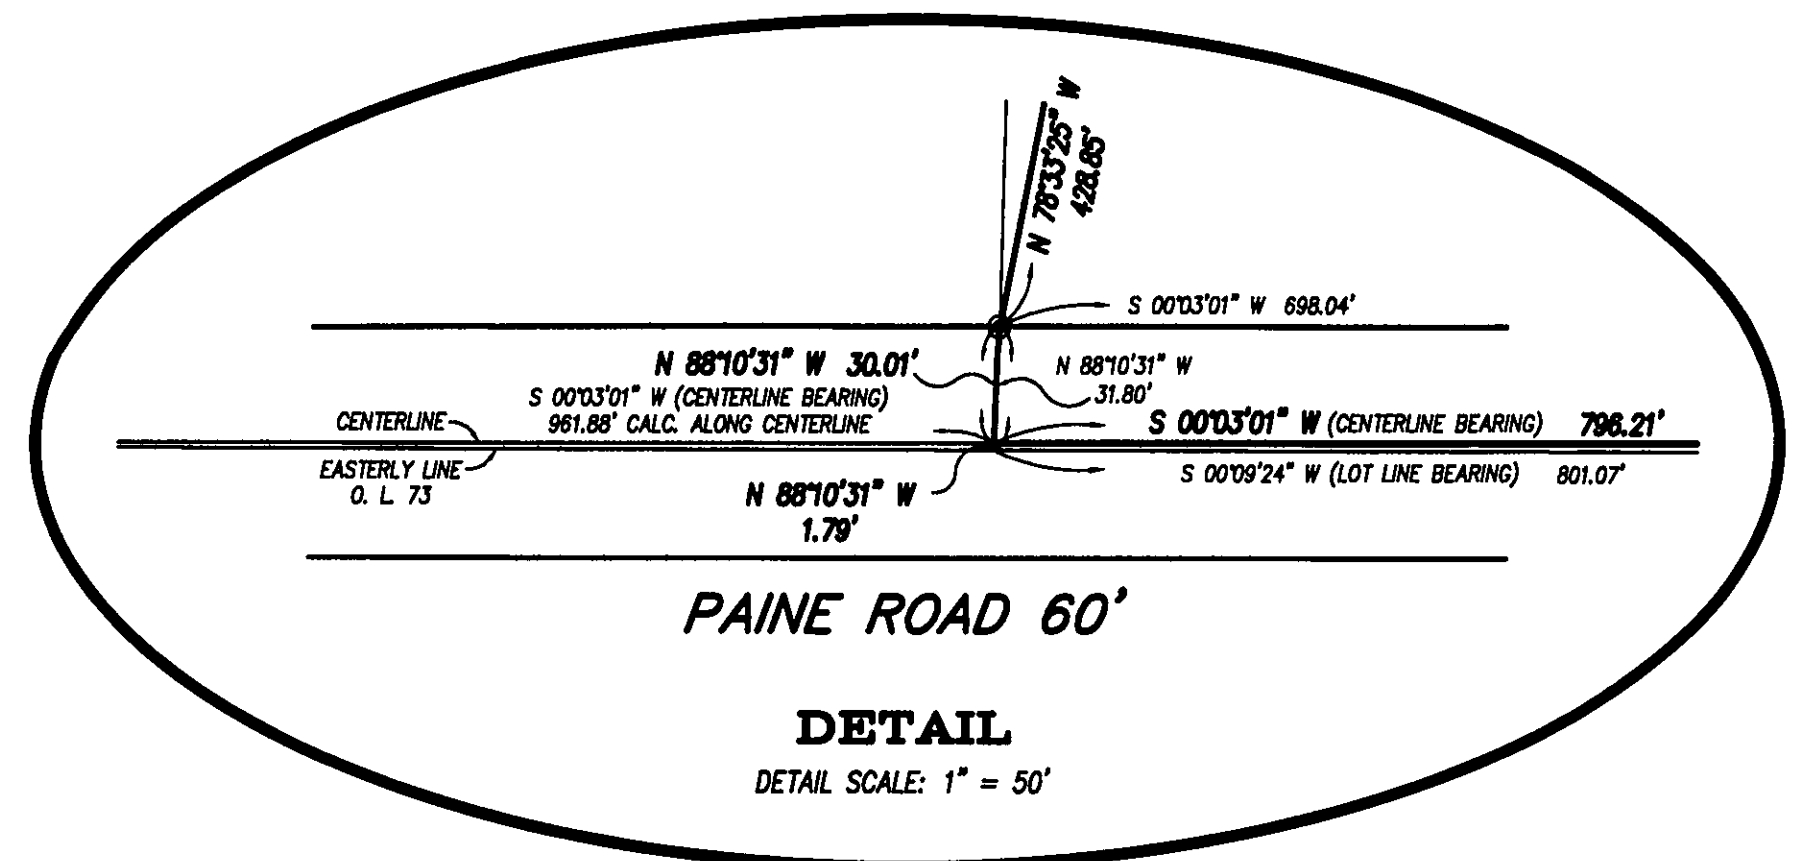 N 78°33'25" W
428.85'
S 00°03'01" W 698.04'
N 88°10'31" W 30.01'
N 88°10'31" W
31.80'
S 00°03'01" W (CENTERLINE BEARING)
961.88' CALC. ALONG CENTERLINE
CENTERLINE
S 00°03'01" W (CENTERLINE BEARING) 796.21'
EASTERLY LINE
O. L 73
S 00°09'24" W (LOT LINE BEARING) 801.07'
N 88°10'31" W
1.79'
PAINE ROAD 60'
DETAIL
DETAIL SCALE: 1" = 50'